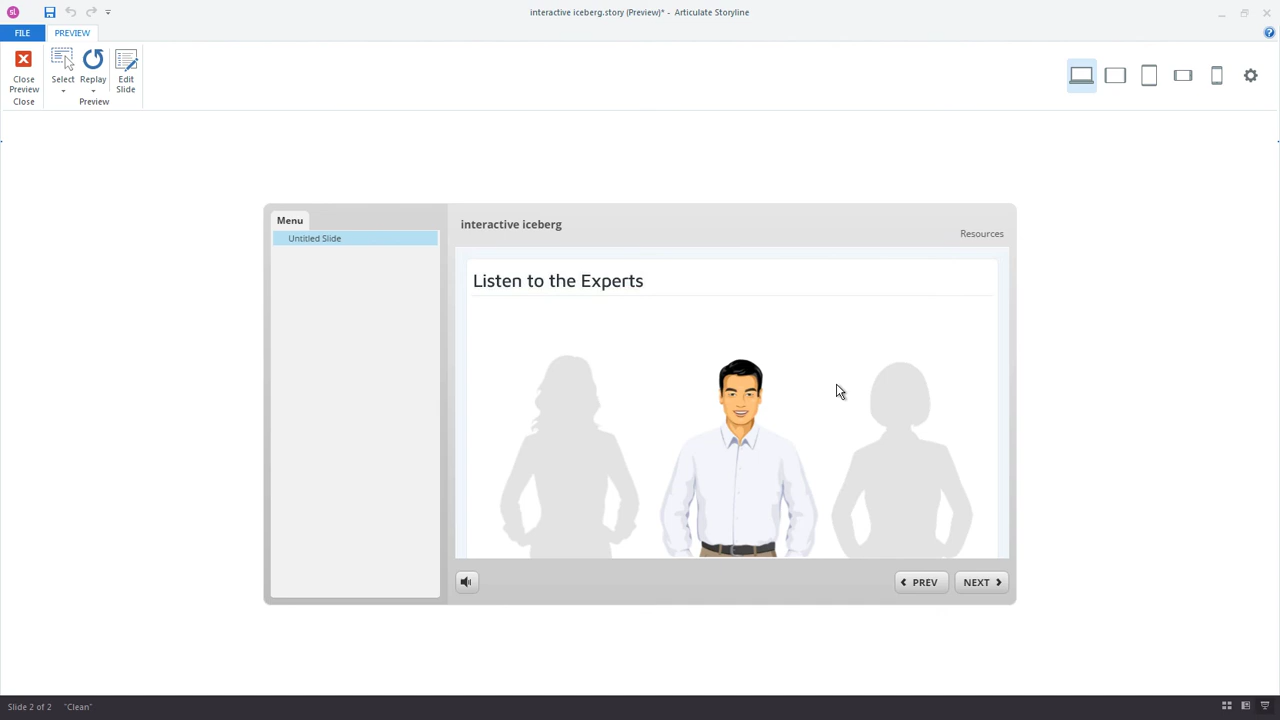 sl
interactive iceberg.story (Preview)* - Articulate Storyline
FILE
PREVIEW
?
Close
Preview
Select
Replay
Edit
Slide
Close
Preview
Menu
Untitled Slide
interactive iceberg
Resources
Listen to the Experts
PREV
NEXT
Slide 2 of 2
"Clean"